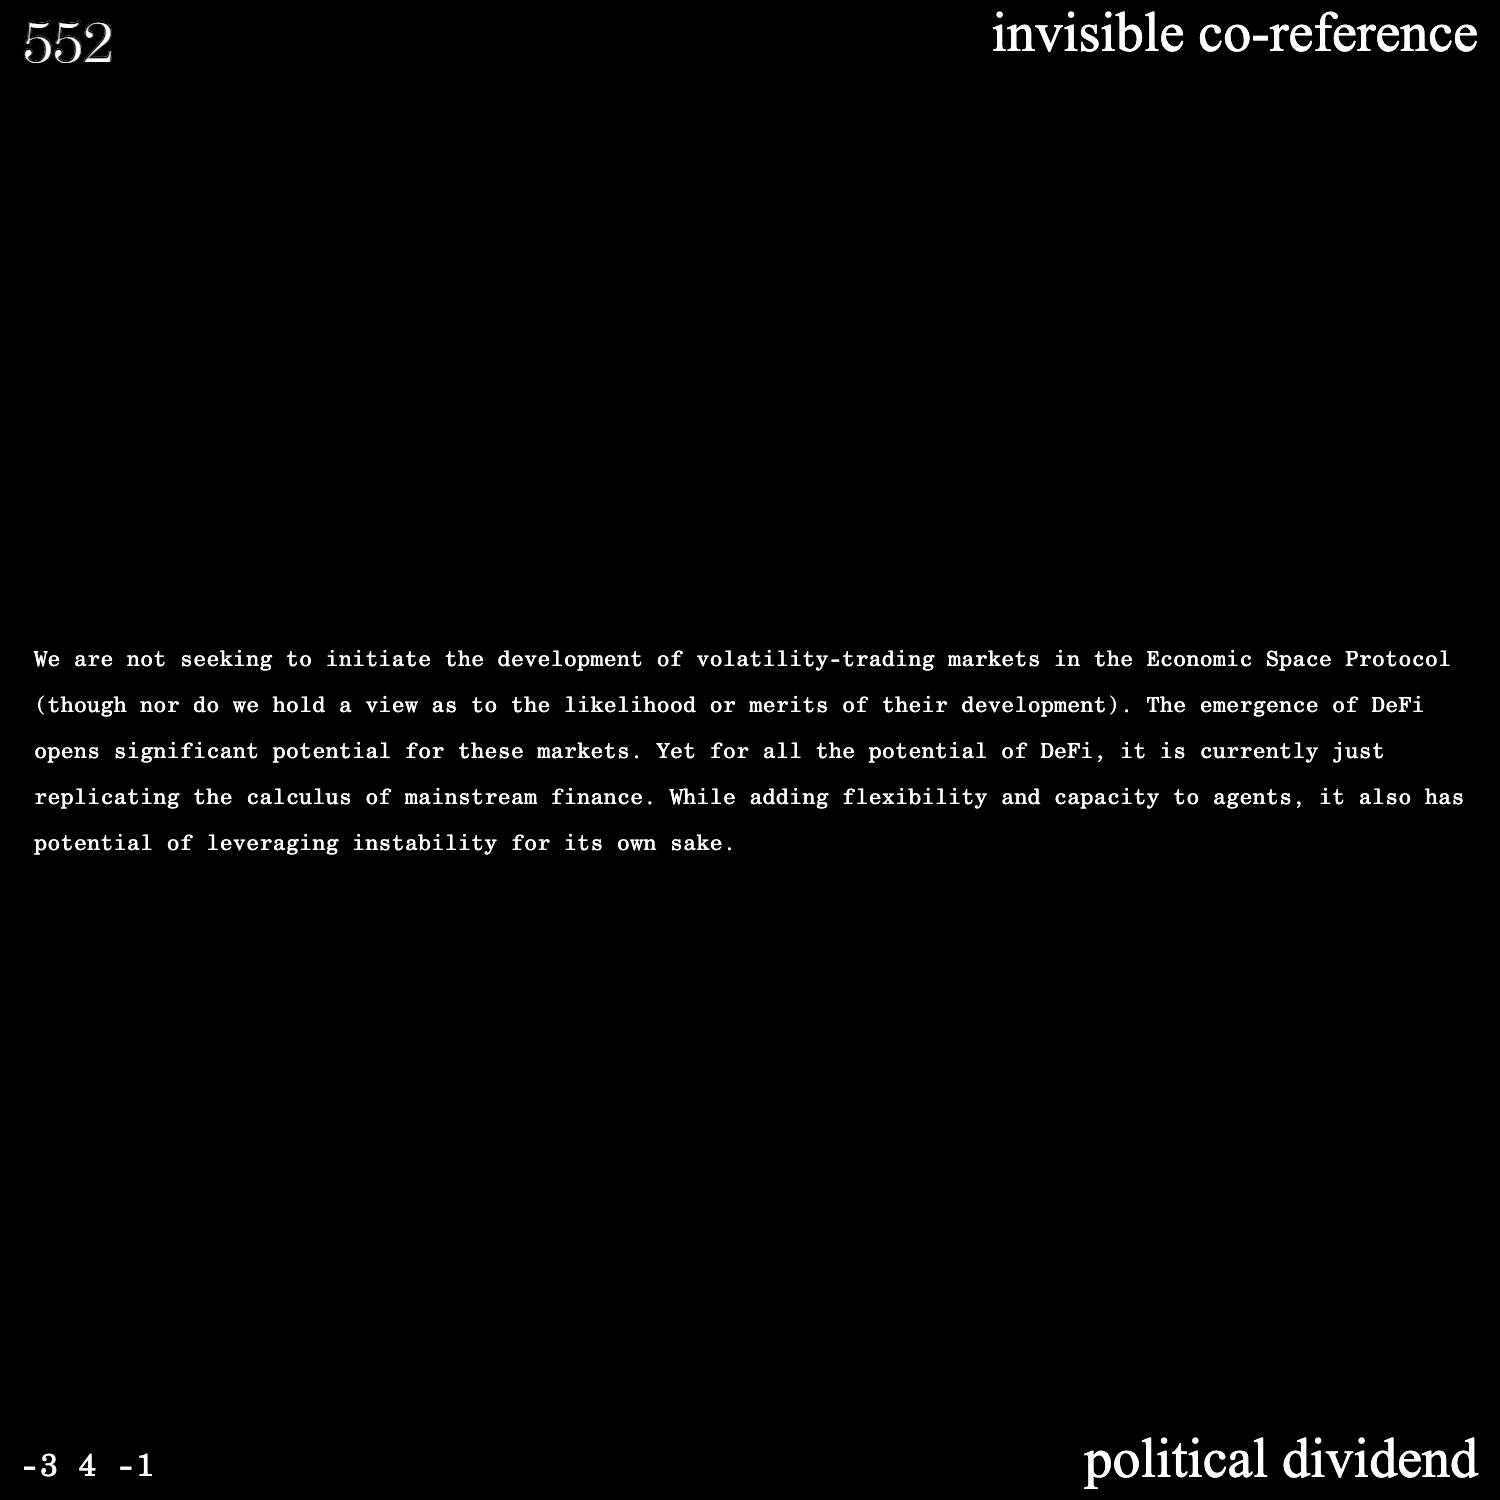 552
invisible co-reference
We are not seeking to initiate the development of volatility-trading markets in the Economic Space Protocol
(though nor do we hold a view as to the likelihood or merits of their development). The emergence of DeFi
opens significant potential for these markets. Yet for all the potential of DeFi, it is currently just
replicating the calculus of mainstream finance. While adding flexibility and capacity to agents, it also has
potential of leveraging instability for its own sake.
-3 4 -1
political dividend